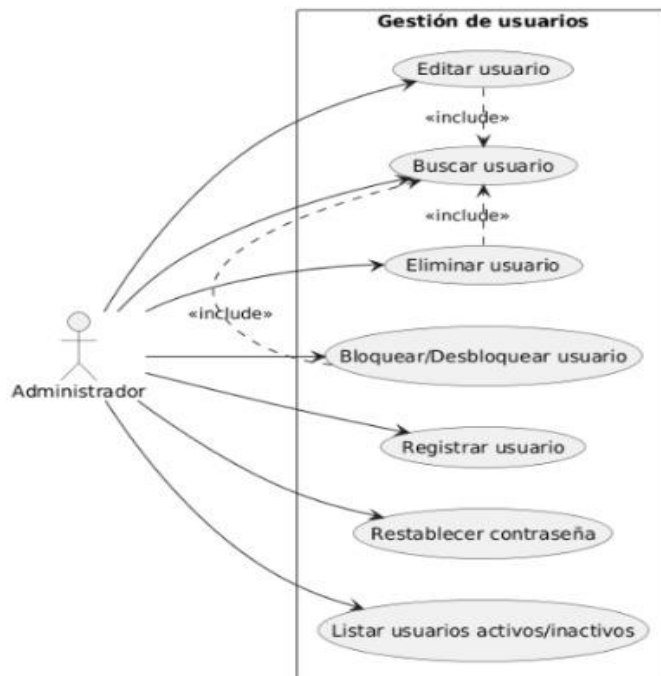 Gestión de usuarios
Editar usuario
«include»
Buscar usuario
«include»
Eliminar usuario
«include»
Bloquear/Desbloquear usuario
Administrador
Registrar usuario
Restablecer contraseña
Listar usuarios activos/inactivos